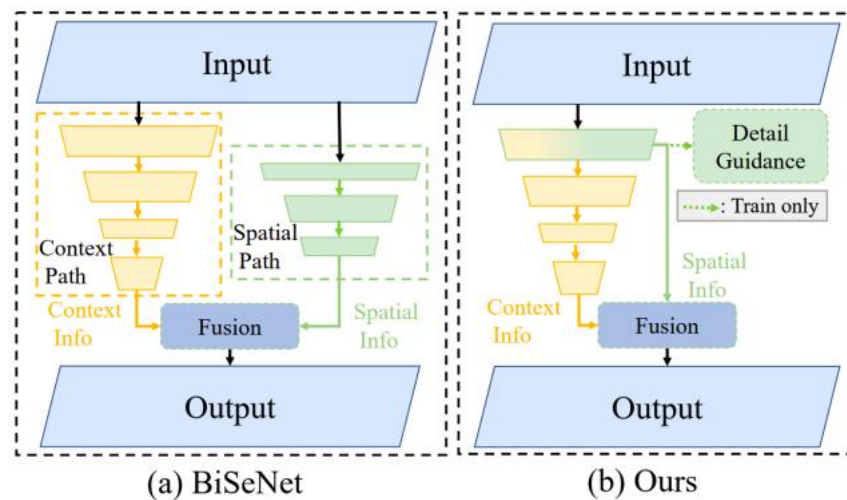 Input
Context
Path
Spatial
Path
Context
Info
Fusion
Spatial
Info
Output
(a) BiSeNet
Input
Detail
Guidance
: Train only
Spatial
Info
Context
Info
Fusion
Output
(b) Ours